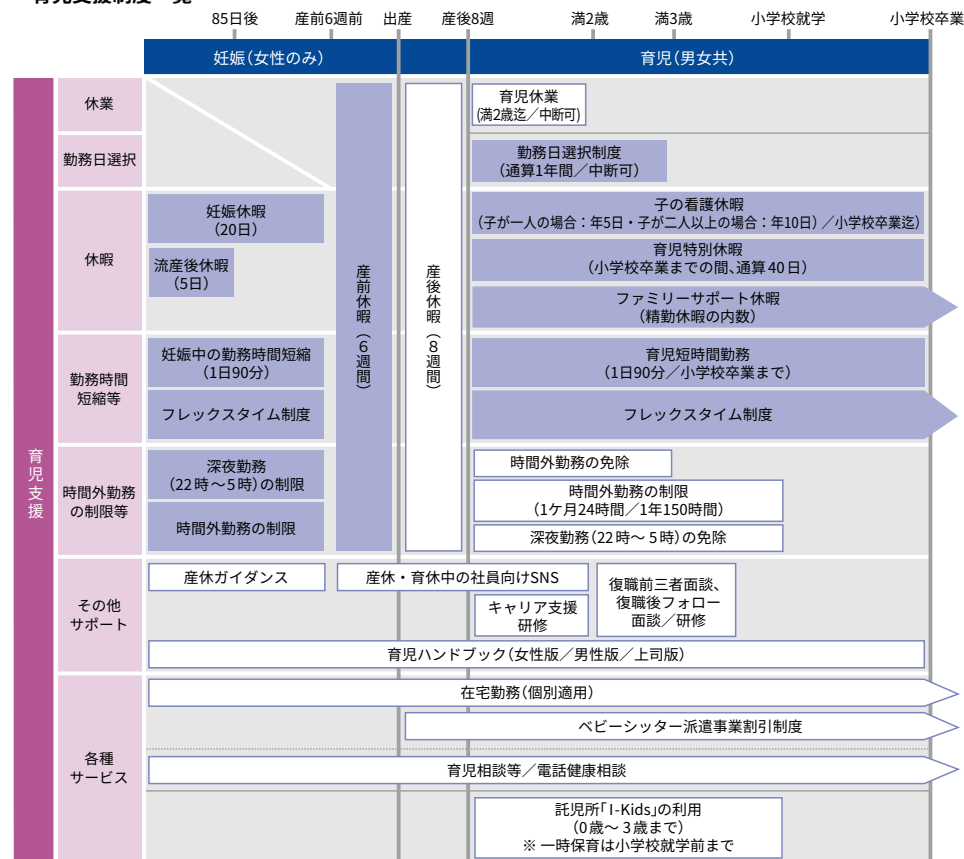 85日後
産前6週前
出産
産後8週
満2歳
満3歳
小学校就学
小学校卒業
妊娠（女性のみ）
育児（男女共）
育児支援
休業
育児休業
（満2歳迄／中断可）
勤務日選択
勤務日選択制度
（通算1年間／中断可）
休暇
妊娠休暇
（20日）
流産後休暇
（5日）
産前休暇（6週間）
産後休暇（8週間）
子の看護休暇
（子が一人の場合：年5日・子が二人以上の場合：年10日）／小学校卒業迄）
育児特別休暇
（小学校卒業までの間、通算40日）
ファミリーサポート休暇
（精勤休暇の内数）
勤務時間
短縮等
妊娠中の勤務時間短縮
（1日90分）
フレックスタイム制度
育児短時間勤務
（1日90分／小学校卒業まで）
フレックスタイム制度
時間外勤務
の制限等
深夜勤務
（22時～5時）の制限
時間外勤務の制限
時間外勤務の免除
時間外勤務の制限
（1ケ月24時間／1年150時間）
深夜勤務（22時～5時）の免除
その他
サポート
産休ガイダンス
産休・育休中の社員向けSNS
キャリア支援
研修
復職前三者面談、
復職後フォロー
面談／研修
育児ハンドブック（女性版／男性版／上司版）
各種
サービス
在宅勤務（個別適用）
ベビーシッター派遣事業割引制度
育児相談等／電話健康相談
託児所「I-Kids」の利用
（0歳～3歳まで）
※ 一時保育は小学校就学前まで